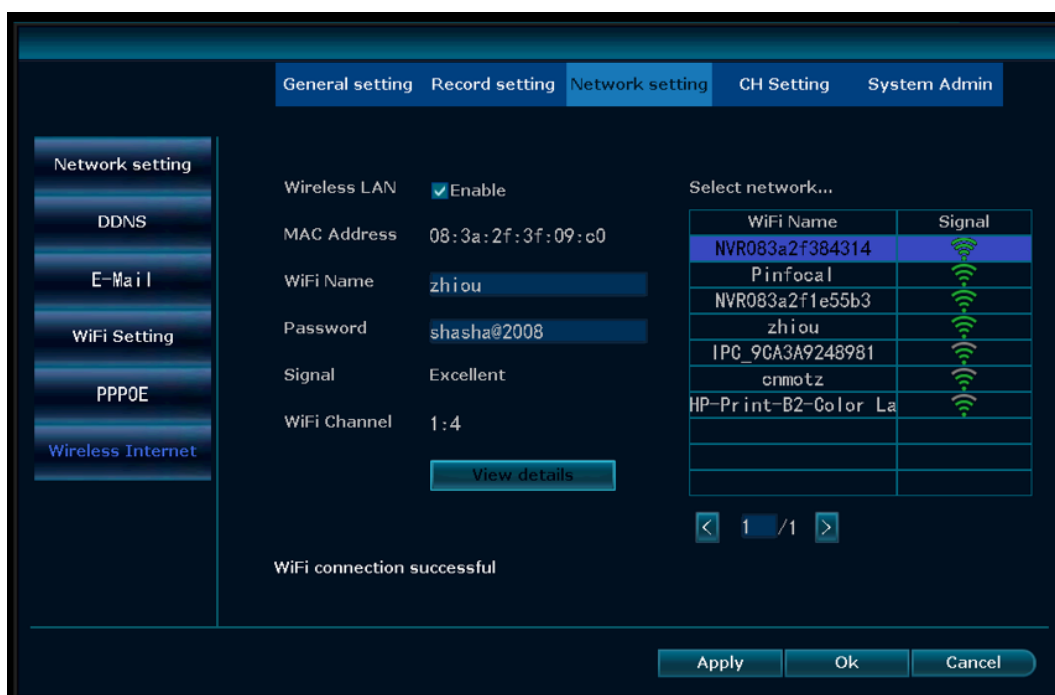 General setting Record setting Network setting CH Setting System Admin
Network setting
DDNS
E-Mail
WiFi Setting
PPPOE
Wireless Internet
Wireless LAN Enable
MAC Address 08:3a:2f:3f:09:c0
WiFi Name zhiou
Password shasha@2008
Signal Excellent
WiFi Channel 1:4
View details
Select network...
WiFi Name Signal
NVR083a2f384314
Pinfocal
NVR083a2f1e55b3
zhiou
IPC_9CA3A9248981
cnmotz
HP-Print-B2-Color La
< 1 /1 >
WiFi connection successful
Apply Ok Cancel